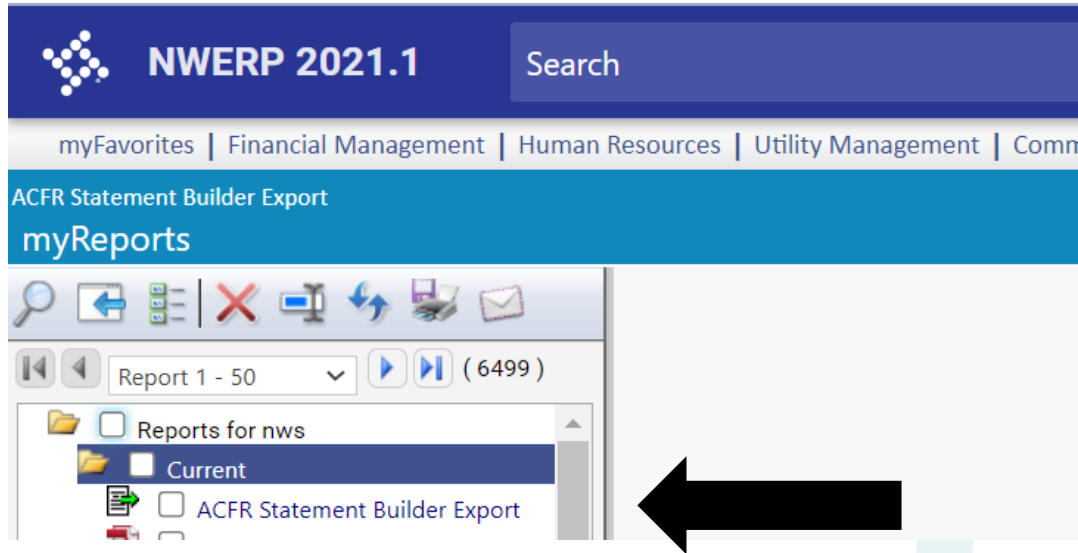 NWERP 2021.1 Search
myFavorites | Financial Management | Human Resources | Utility Management | Comm
ACFR Statement Builder Export
myReports
Report 1 - 50 ( 6499 )
Reports for nws
Current
ACFR Statement Builder Export